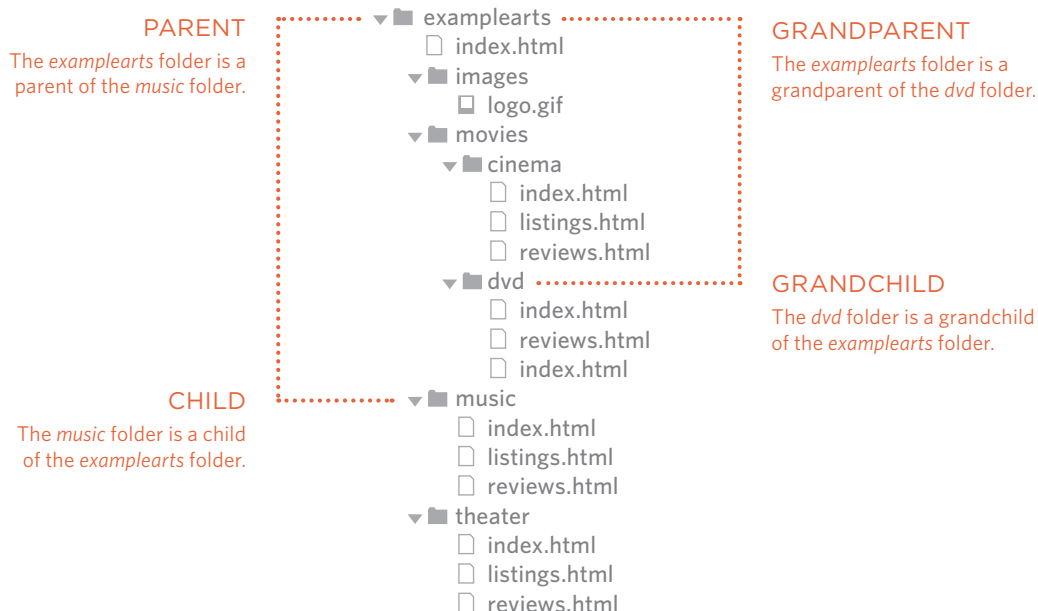 PARENT
The examplearts folder is a
parent of the music folder.
CHILD
The music folder is a child
of the examplearts folder.
examplearts
index.html
images
logo.gif
movies
cinema
index.html
listings.html
reviews.html
dvd
index.html
reviews.html
index.html
music
index.html
listings.html
reviews.html
theater
index.html
listings.html
reviews.html
GRANDPARENT
The examplearts folder is a
grandparent of the dvd folder.
GRANDCHILD
The dvd folder is a grandchild
of the examplearts folder.